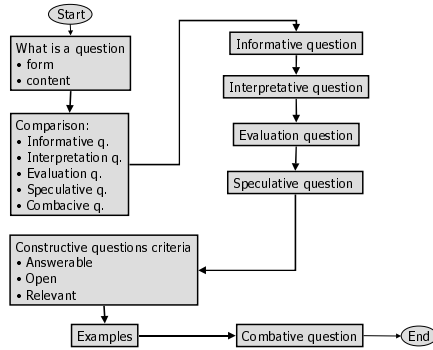 Start
What is a question
• form
• content
Comparison:
• Informative q.
• Interpretation q.
• Evaluation q.
• Speculative q.
• Combacive q.
Informative question
Interpretative question
Evaluation question
Speculative question
Constructive questions criteria
• Answerable
• Open
• Relevant
Examples
Combative question
End